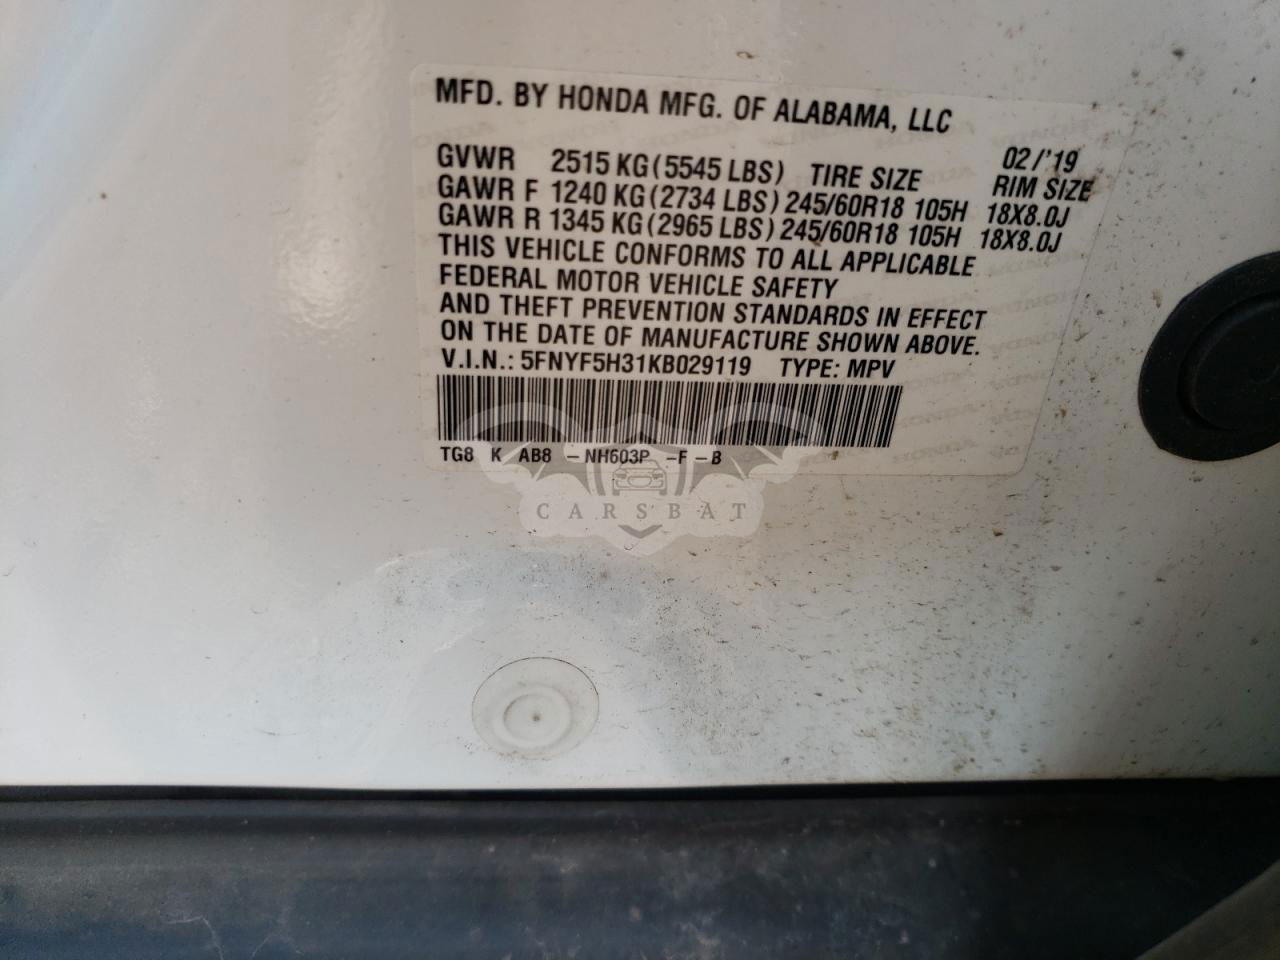 MFD. BY HONDA MFG. OF ALABAMA, LLC
GVWR 2515 KG (5545 LBS) TIRE SIZE 02/'19 RIM SIZE
GAWR F 1240 KG (2734 LBS) 245/60R18 105H 18X8.0J
GAWR R 1345 KG (2965 LBS) 245/60R18 105H 18X8.0J
THIS VEHICLE CONFORMS TO ALL APPLICABLE
FEDERAL MOTOR VEHICLE SAFETY
AND THEFT PREVENTION STANDARDS IN EFFECT
ON THE DATE OF MANUFACTURE SHOWN ABOVE.
V.I.N.: 5FNYF5H31KB029119 TYPE: MPV
TG8 K AB8 -NH603P -F-B
CARSBAT